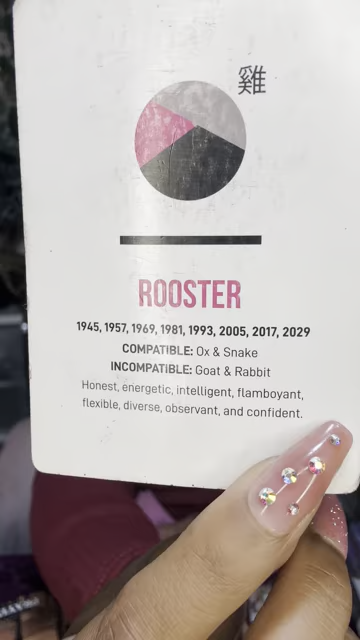 雞
ROOSTER
1945, 1957, 1969, 1981, 1993, 2005, 2017, 2029
COMPATIBLE: Ox & Snake
INCOMPATIBLE: Goat & Rabbit
Honest, energetic, intelligent, flamboyant,
flexible, diverse, observant, and confident.